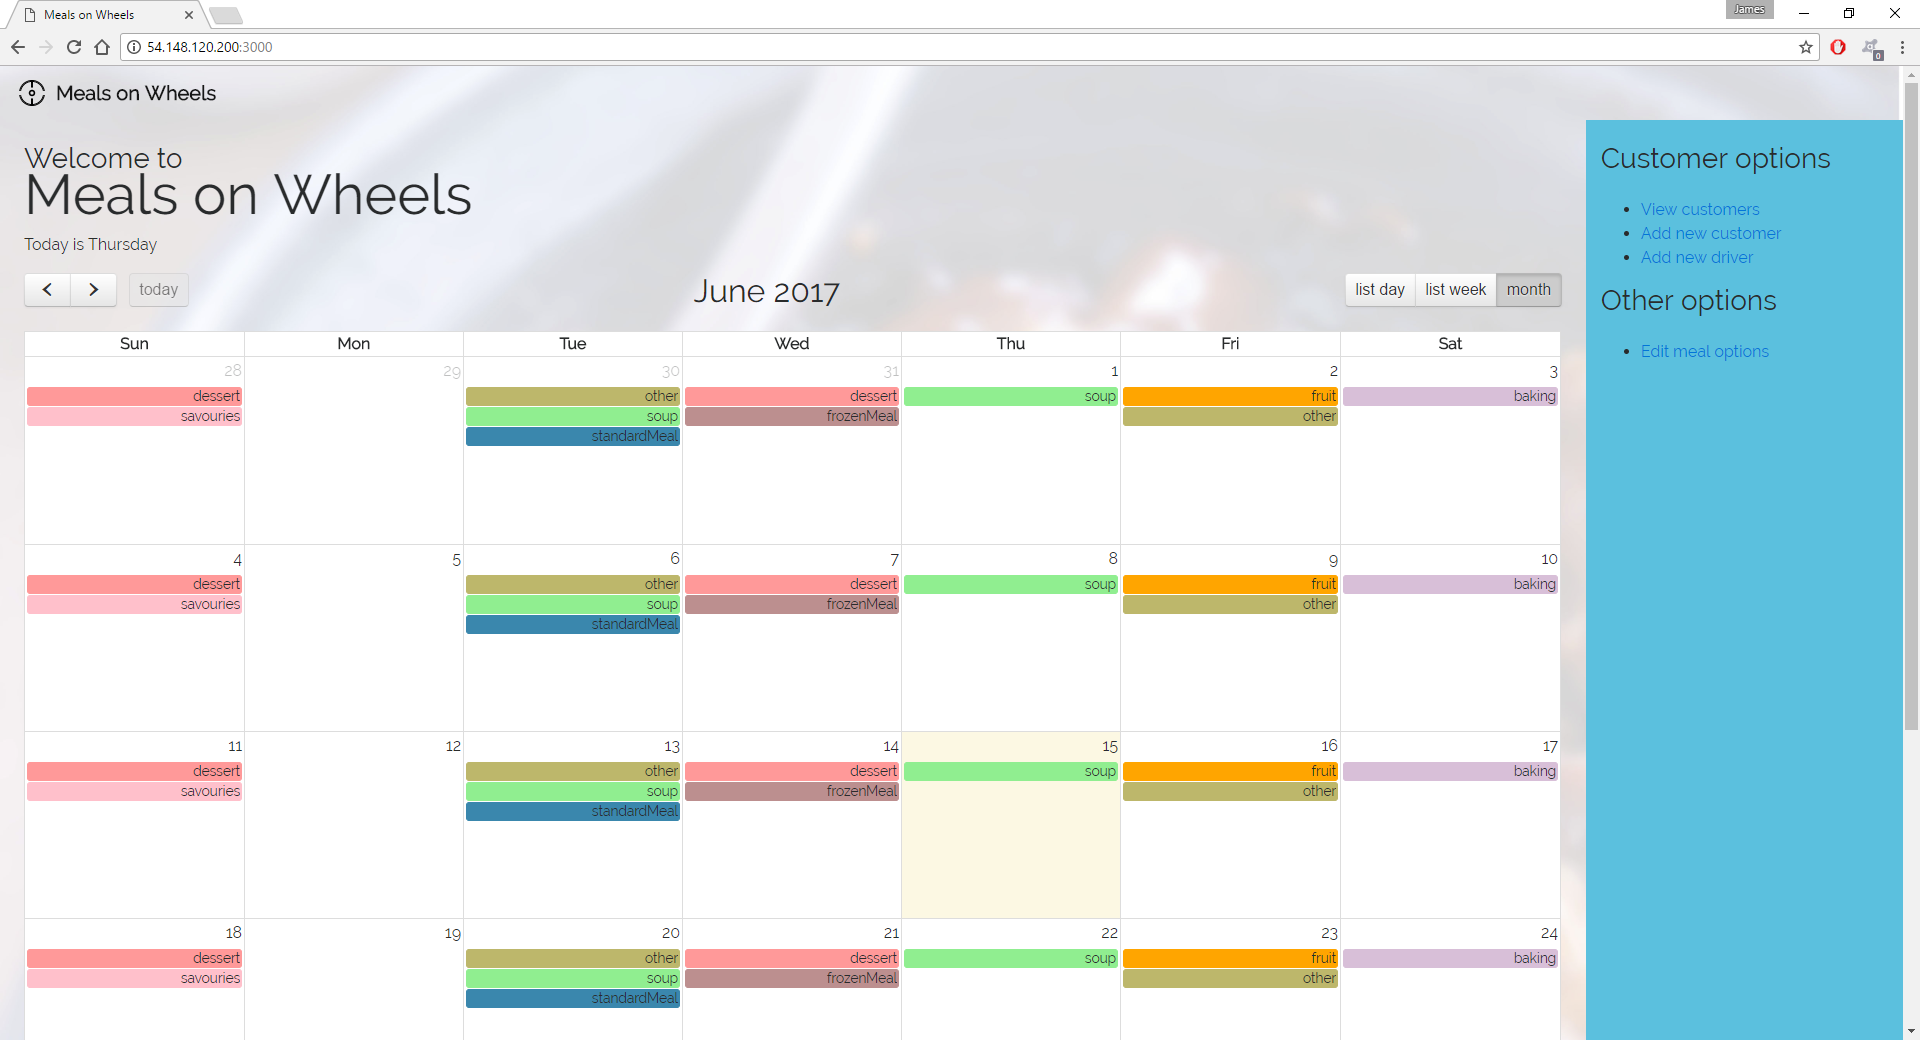 Meals on Wheels
James
54.148.120.200:3000
0
Meals on Wheels
Welcome to
Meals on Wheels
Today is Thursday
today
June 2017
list day list week month
Sun Mon Tue Wed Thu Fri Sat
28 29 30 31 1 2 3
dessert other dessert soup fruit baking
savouries soup frozenMeal other
standardMeal
4 5 6 7 8 9 10
dessert other dessert soup fruit baking
savouries soup frozenMeal other
standardMeal
11 12 13 14 15 16 17
dessert other dessert soup fruit baking
savouries soup frozenMeal other
standardMeal
18 19 20 21 22 23 24
dessert other dessert soup fruit baking
savouries soup frozenMeal other
standardMeal
Customer options
View customers
Add new customer
Add new driver
Other options
Edit meal options